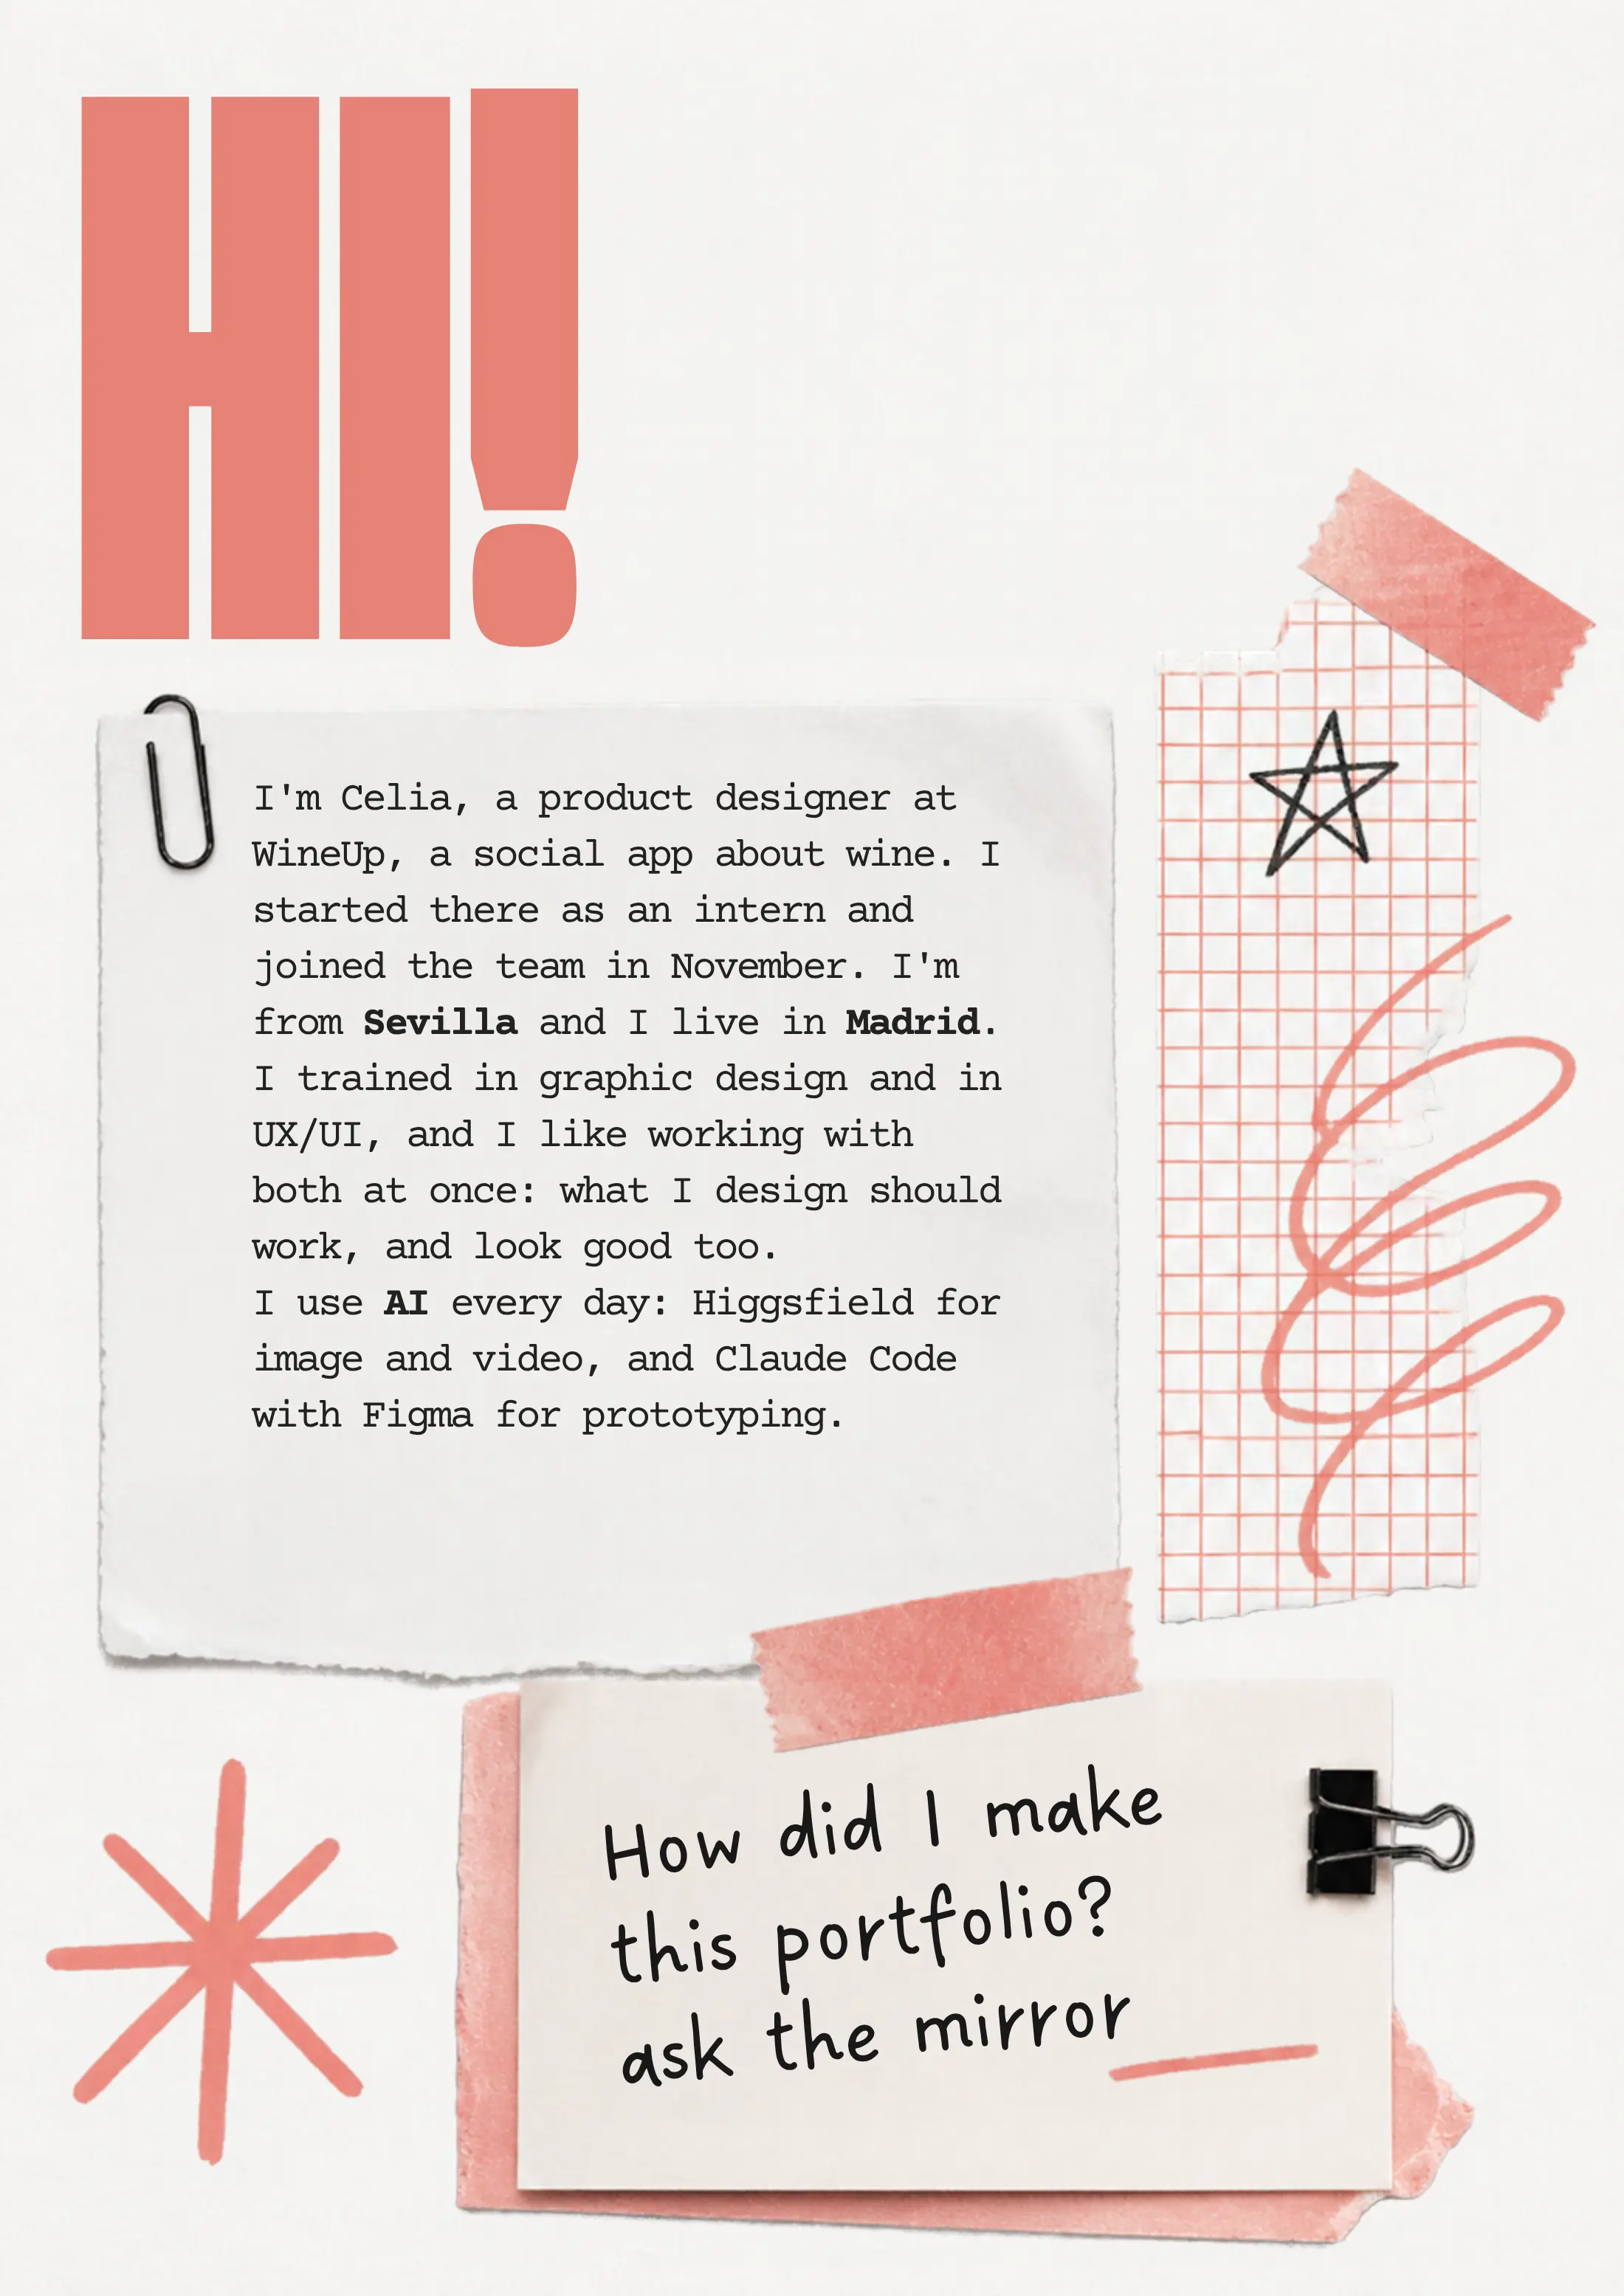 HI!
I'm Celia, a product designer at
WineUp, a social app about wine. I
started there as an intern and
joined the team in November. I'm
from Sevilla and I live in Madrid.
I trained in graphic design and in
UX/UI, and I like working with
both at once: what I design should
work, and look good too.
I use AI every day: Higgsfield for
image and video, and Claude Code
with Figma for prototyping.
How did I make
this portfolio?
ask the mirror